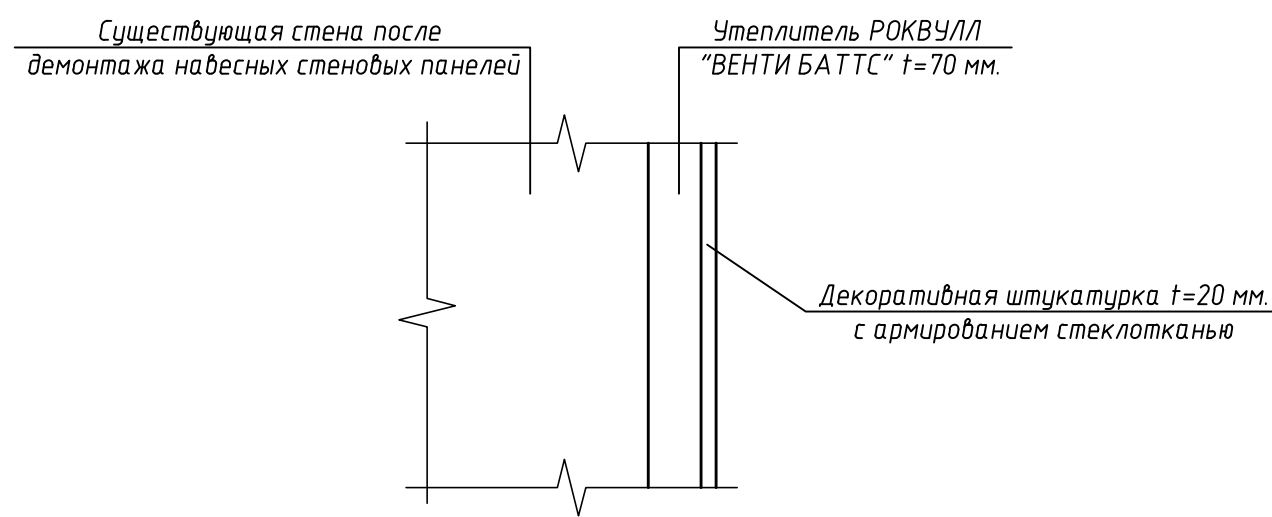 Существующая стена после
демонтажа навесных стеновых панелей
Утеплитель РОКВУЛЛ
"ВЕНТИ БАТТС" t=70 мм.
Декоративная штукатурка t=20 мм.
с армированием стеклотканью